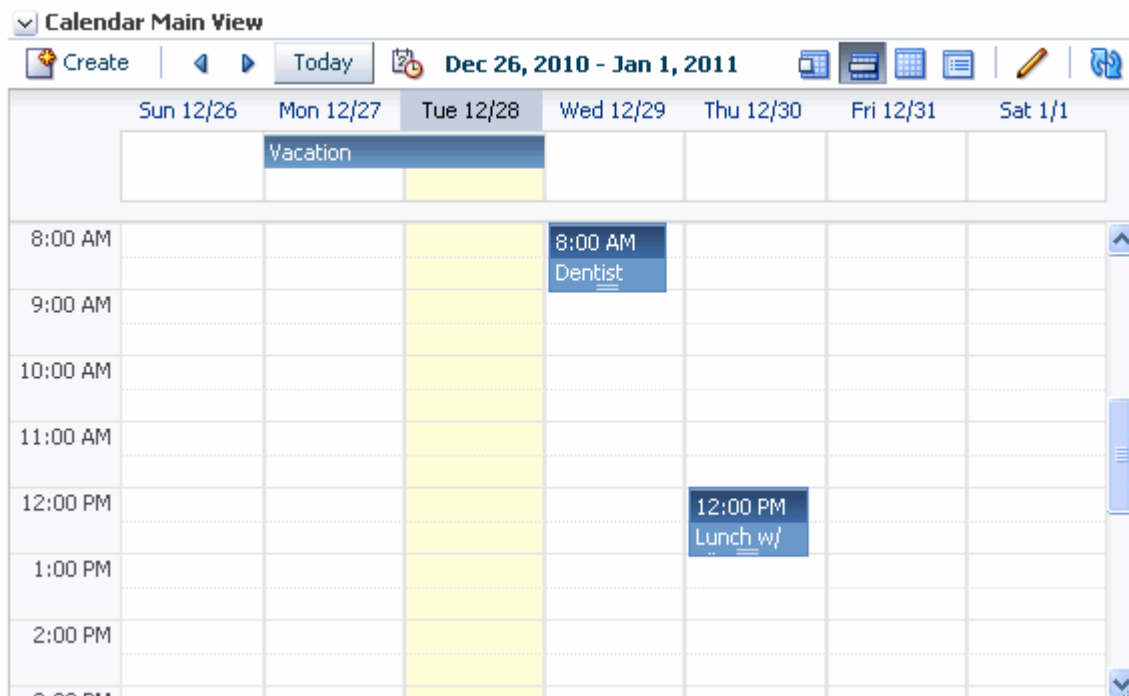 Calendar Main View
Create Today Dec 26, 2010 - Jan 1, 2011
Sun 12/26 Mon 12/27 Tue 12/28 Wed 12/29 Thu 12/30 Fri 12/31 Sat 1/1
Vacation
8:00 AM 8:00 AM
Dentist
9:00 AM
10:00 AM
11:00 AM
12:00 PM 12:00 PM
Lunch w/
1:00 PM
2:00 PM